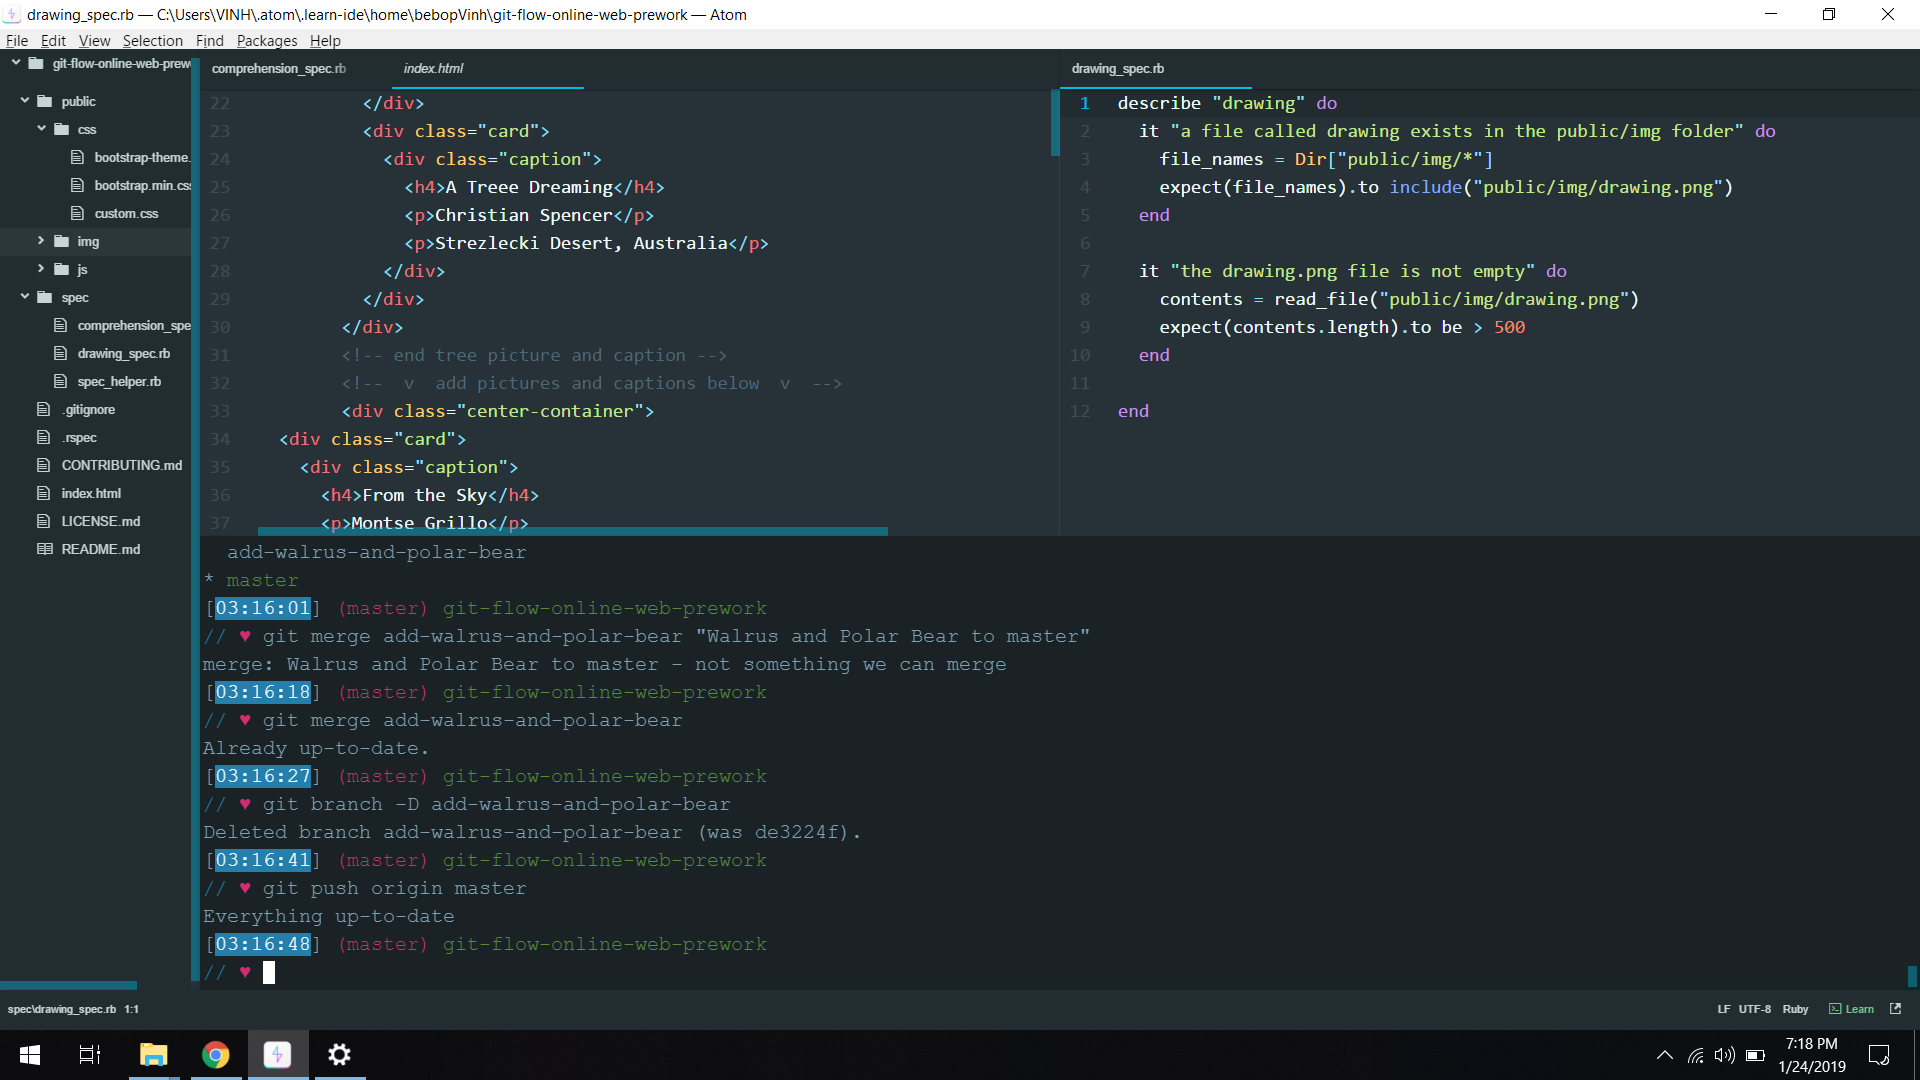 drawing_spec.rb — C:\Users\VINH\.atom\.learn-ide\home\bebopVinh\git-flow-online-web-prework — Atom
File Edit View Selection Find Packages Help
git-flow-online-web-prew
public
css
bootstrap-theme.
bootstrap.min.cs
custom.css
img
js
spec
comprehension_spe
drawing_spec.rb
spec_helper.rb
.gitignore
.rspec
CONTRIBUTING.md
index.html
LICENSE.md
README.md
comprehension_spec.rb index.html
22 </div>
23 <div class="card">
24 <div class="caption">
25 <h4>A Treee Dreaming</h4>
26 <p>Christian Spencer</p>
27 <p>Strezlecki Desert, Australia</p>
28 </div>
29 </div>
30 </div>
31 <!-- end tree picture and caption -->
32 <!-- v add pictures and captions below v -->
33 <div class="center-container">
34 <div class="card">
35 <div class="caption">
36 <h4>From the Sky</h4>
37 <p>Montse Grillo</p>
drawing_spec.rb
1 describe "drawing" do
2 it "a file called drawing exists in the public/img folder" do
3 file_names = Dir["public/img/*"]
4 expect(file_names).to include("public/img/drawing.png")
5 end
6
7 it "the drawing.png file is not empty" do
8 contents = read_file("public/img/drawing.png")
9 expect(contents.length).to be > 500
10 end
11
12 end
add-walrus-and-polar-bear
* master
[03:16:01] (master) git-flow-online-web-prework
// ♥ git merge add-walrus-and-polar-bear "Walrus and Polar Bear to master"
merge: Walrus and Polar Bear to master - not something we can merge
[03:16:18] (master) git-flow-online-web-prework
// ♥ git merge add-walrus-and-polar-bear
Already up-to-date.
[03:16:27] (master) git-flow-online-web-prework
// ♥ git branch -D add-walrus-and-polar-bear
Deleted branch add-walrus-and-polar-bear (was de3224f).
[03:16:41] (master) git-flow-online-web-prework
// ♥ git push origin master
Everything up-to-date
[03:16:48] (master) git-flow-online-web-prework
// ♥
spec\drawing_spec.rb 1:1
LF UTF-8 Ruby Learn
7:18 PM
1/24/2019